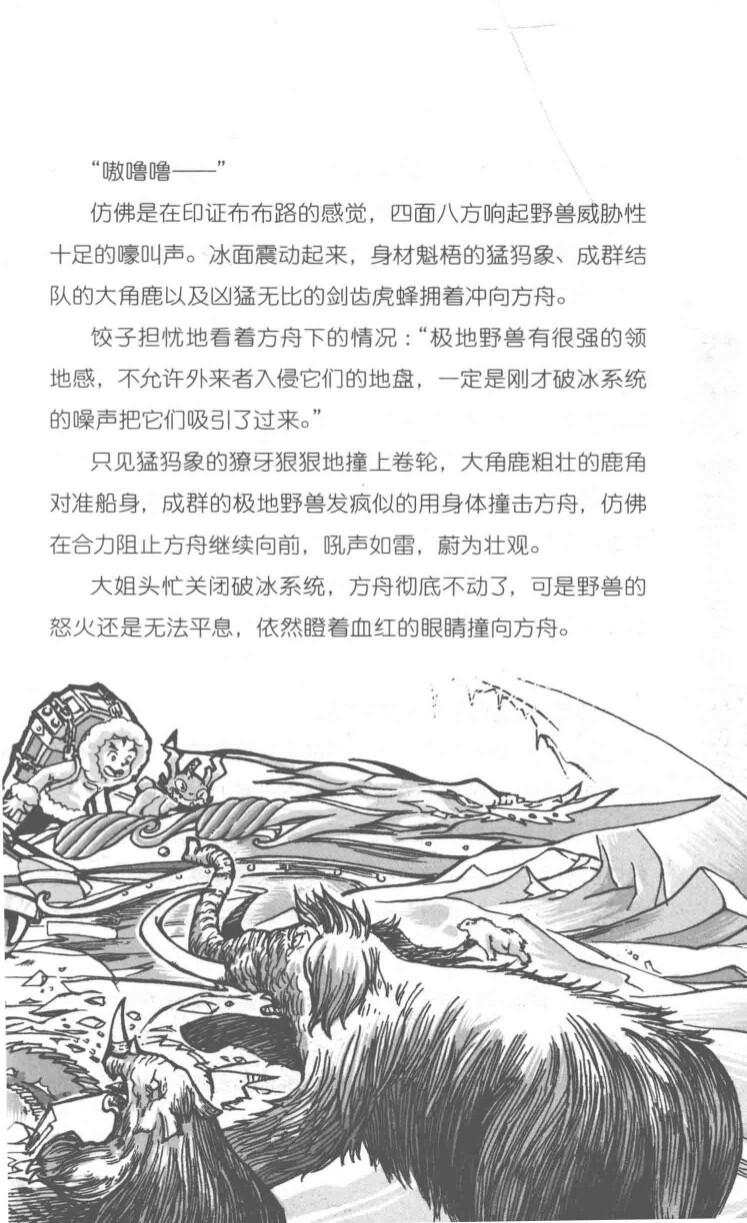 “嗷噜噜——”
仿佛是在印证布布路的感觉，四面八方响起野兽威胁性
十足的嚎叫声。冰面震动起来，身材魁梧的猛犸象、成群结
队的大角鹿以及凶猛无比的剑齿虎蜂拥着冲向方舟。
饺子担忧地看着方舟下的情况：“极地野兽有很强的领
地感，不允许外来者入侵它们的地盘，一定是刚才破冰系统
的噪声把它们吸引了过来。”
只见猛犸象的獠牙狠狠地撞上卷轮，大角鹿粗壮的鹿角
对准船身，成群的极地野兽发疯似的用身体撞击方舟，仿佛
在合力阻止方舟继续向前，吼声如雷，蔚为壮观。
大姐头忙关闭破冰系统，方舟彻底不动了，可是野兽的
怒火还是无法平息，依然瞪着血红的眼睛撞向方舟。